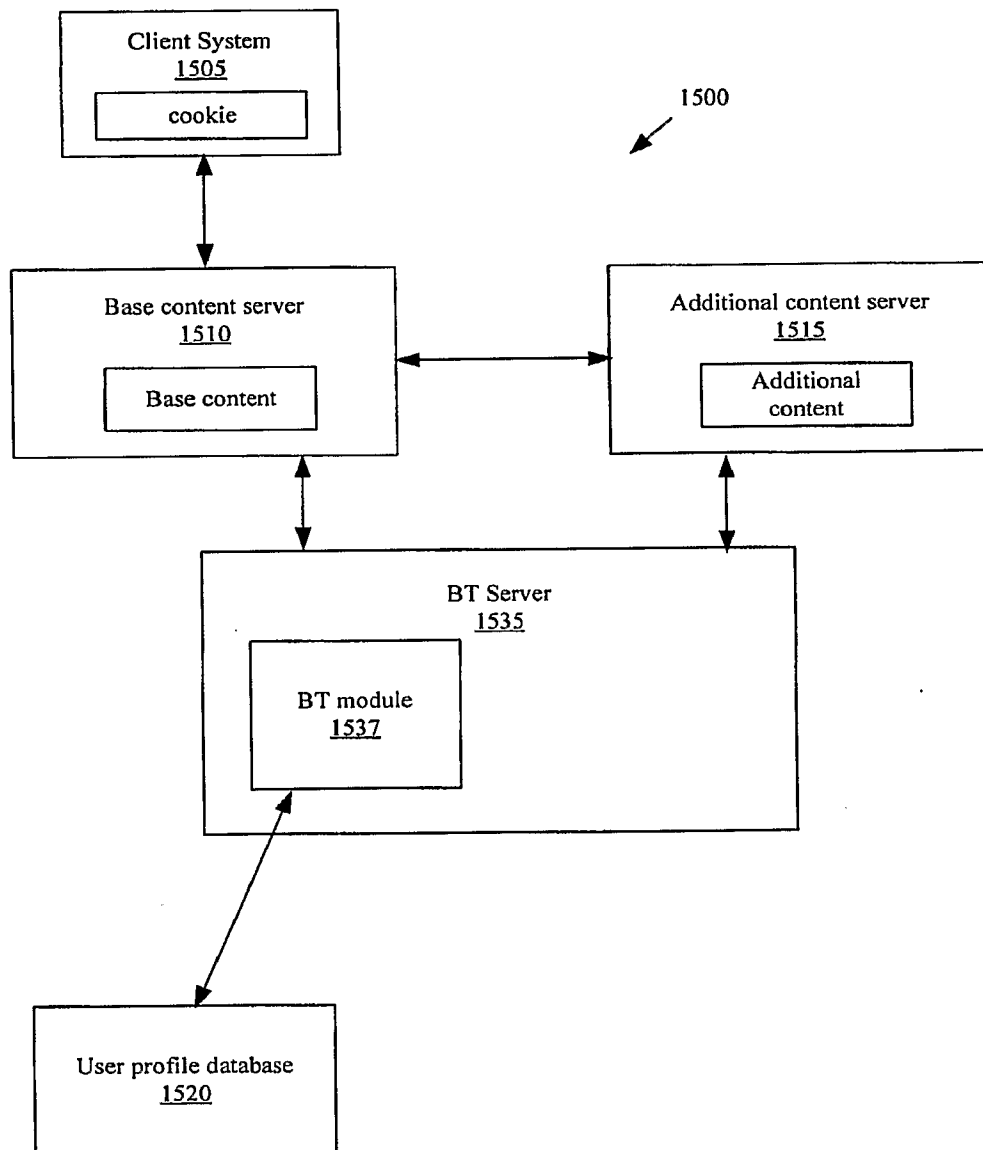 Client System
1505
cookie
1500
Base content server
1510
Base content
Additional content server
1515
Additional
content
BT Server
1535
BT module
1537
User profile database
1520